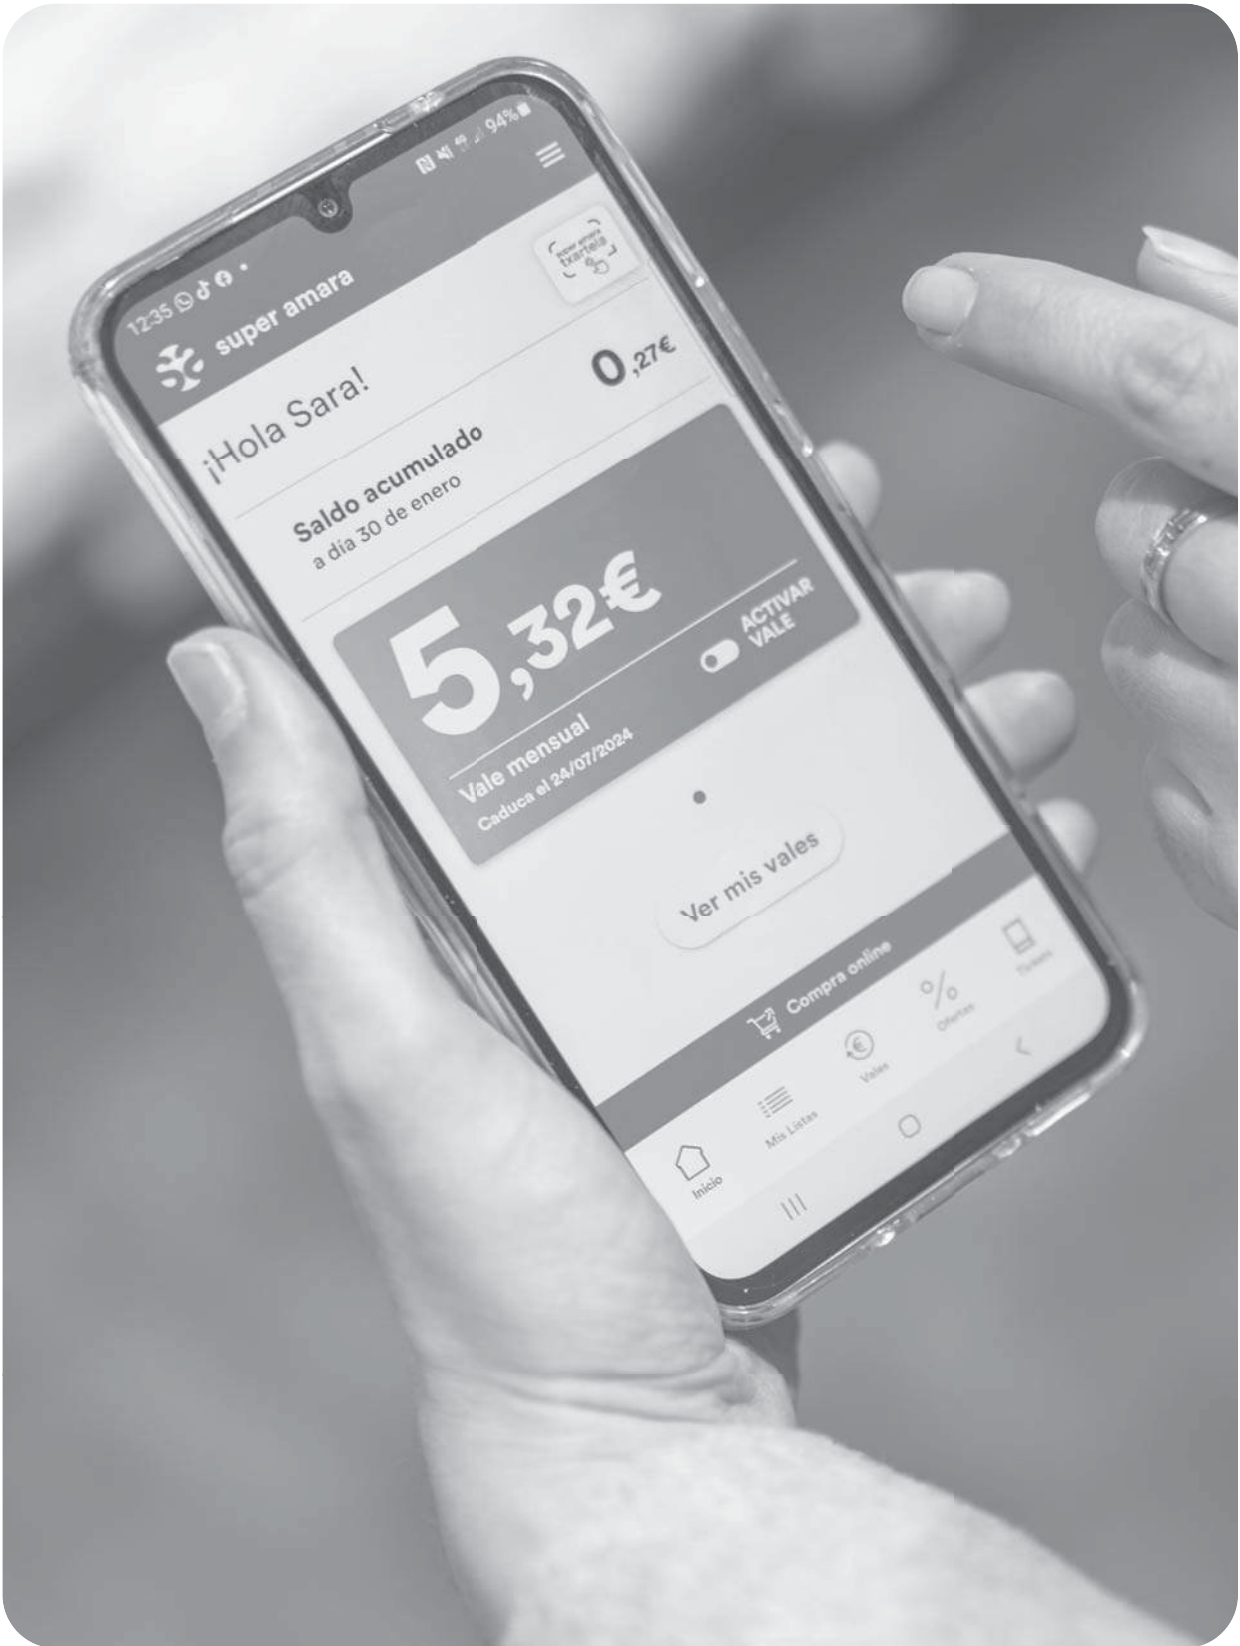 12:35
94%
super amara
¡Hola Sara!
super amara
txartela
Saldo acumulado
a día 30 de enero
0,27€
5,32€
Vale mensual
Caduca el 24/07/2024
ACTIVAR
VALE
Ver mis vales
Compra online
Inicio
Mis Listas
Vales
Ofertas
Tickets